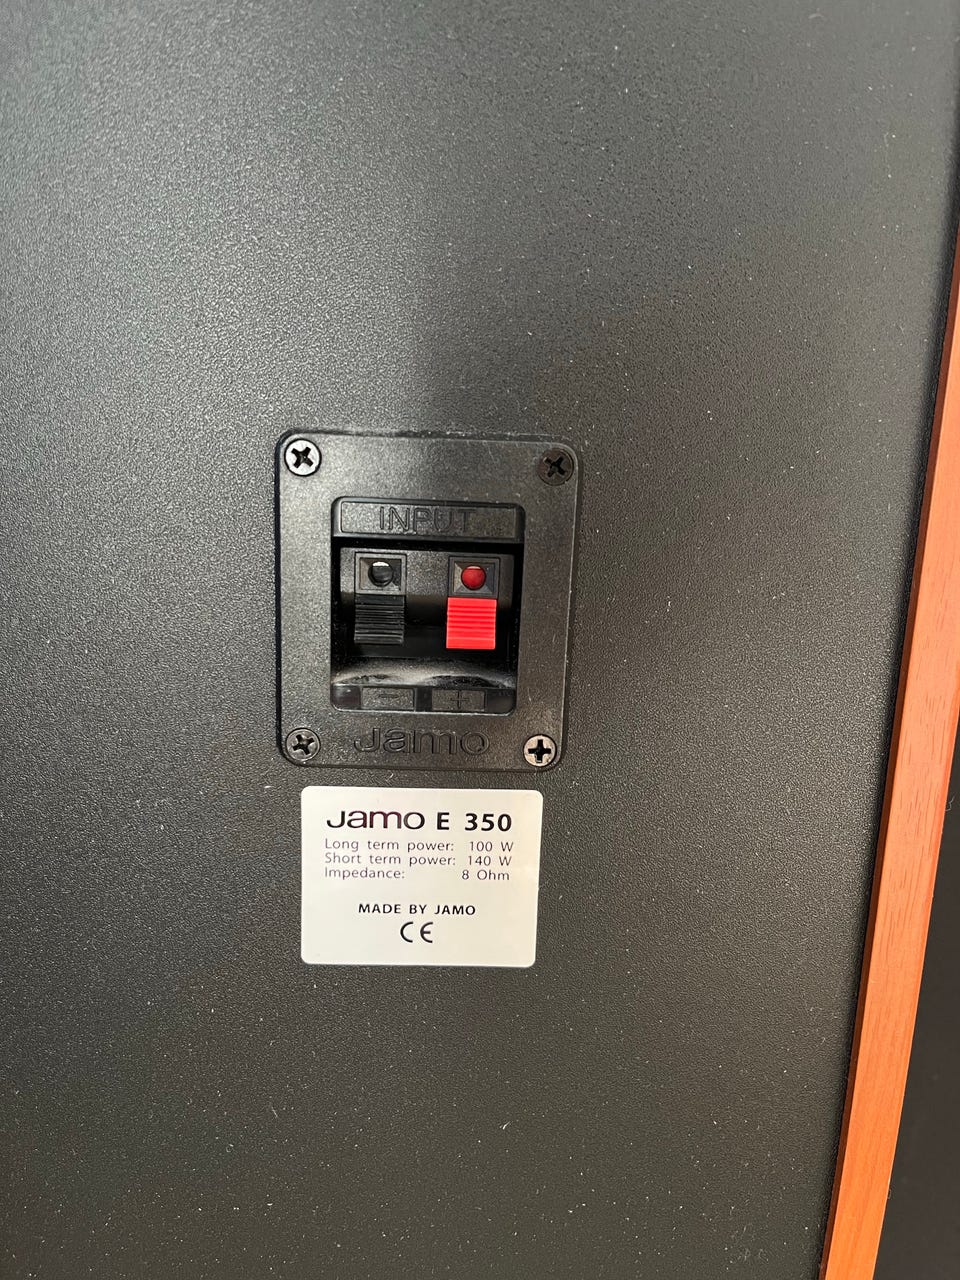 INPUT
- +
Jamo
Jamo E 350
Long term power: 100 W
Short term power: 140 W
Impedance: 8 Ohm
MADE BY JAMO
CE